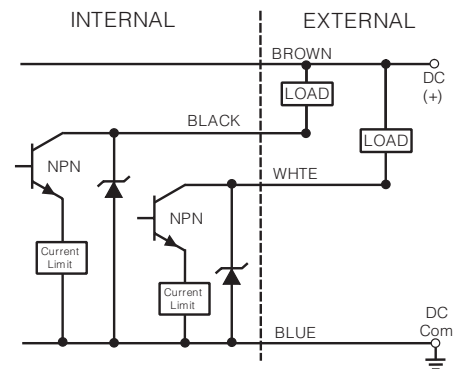 INTERNAL
EXTERNAL
BROWN
DC
(+)
LOAD
BLACK
LOAD
NPN
WHTE
NPN
Current
Limit
Current
Limit
DC
Com
BLUE